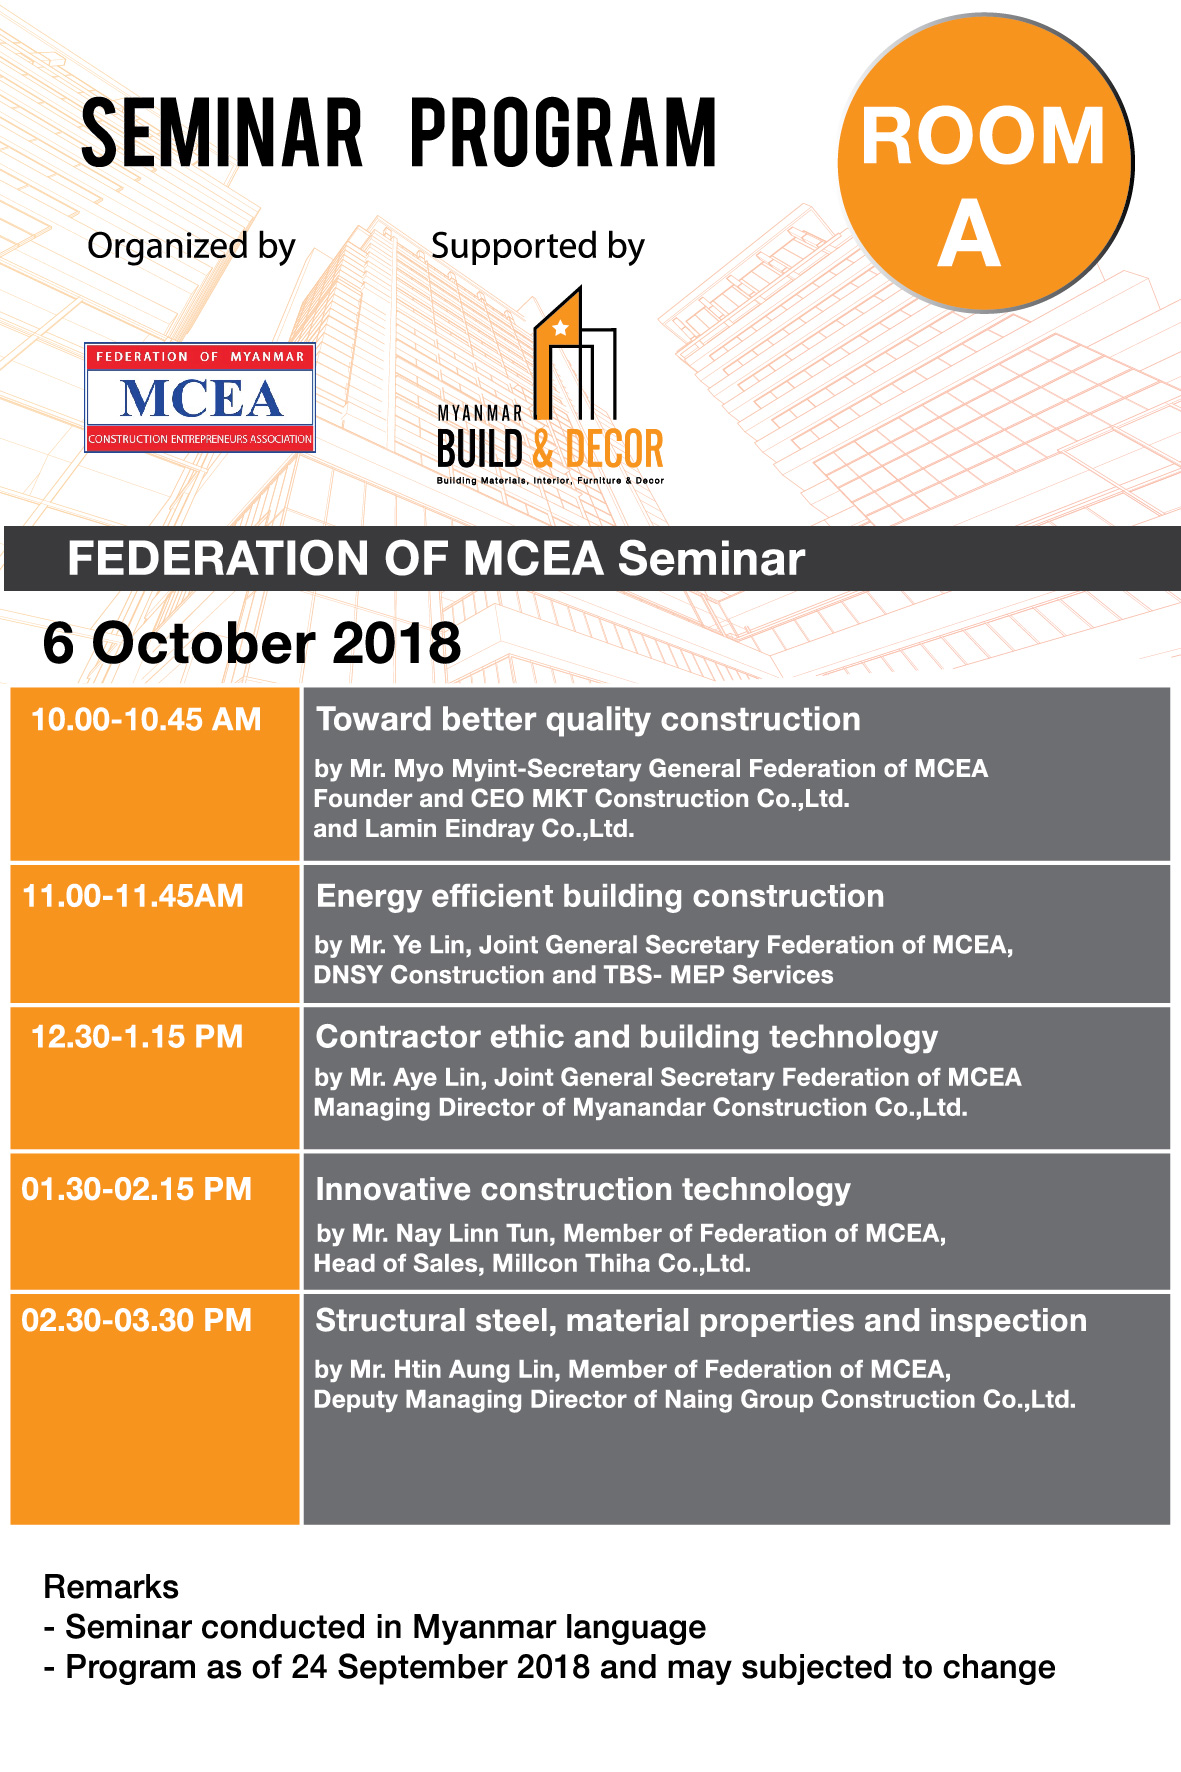 SEMINAR PROGRAM
ROOM
A
Organized by
Supported by
FEDERATION OF MYANMAR
MCEA
CONSTRUCTION ENTREPRENEURS ASSOCIATION
MYANMAR
BUILD & DECOR
Building Materials, Interior, Furniture & Decor
FEDERATION OF MCEA Seminar
6 October 2018
10.00-10.45 AM
Toward better quality construction
by Mr. Myo Myint-Secretary General Federation of MCEA
Founder and CEO MKT Construction Co.,Ltd.
and Lamin Eindray Co.,Ltd.
11.00-11.45AM
Energy efficient building construction
by Mr. Ye Lin, Joint General Secretary Federation of MCEA,
DNSY Construction and TBS- MEP Services
12.30-1.15 PM
Contractor ethic and building technology
by Mr. Aye Lin, Joint General Secretary Federation of MCEA
Managing Director of Myanandar Construction Co.,Ltd.
01.30-02.15 PM
Innovative construction technology
by Mr. Nay Linn Tun, Member of Federation of MCEA,
Head of Sales, Millcon Thiha Co.,Ltd.
02.30-03.30 PM
Structural steel, material properties and inspection
by Mr. Htin Aung Lin, Member of Federation of MCEA,
Deputy Managing Director of Naing Group Construction Co.,Ltd.
Remarks
- Seminar conducted in Myanmar language
- Program as of 24 September 2018 and may subjected to change